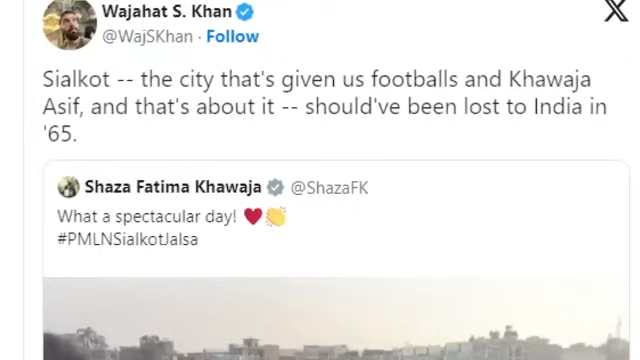 Wajahat S. Khan
@WajSKhan · Follow
Sialkot -- the city that's given us footballs and Khawaja
Asif, and that's about it -- should've been lost to India in
'65.
Shaza Fatima Khawaja @ShazaFK
What a spectacular day! ❤️👏
#PMLNSialkotJalsa